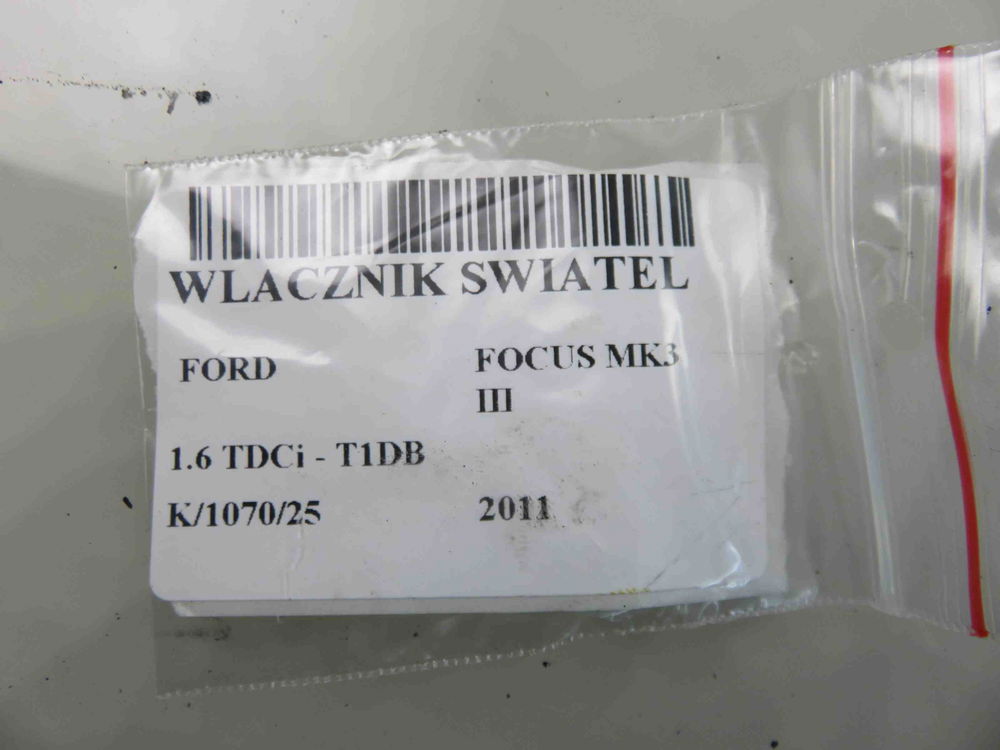 WLACZNIK SWIATEL
FORD FOCUS MK3
III
1.6 TDCi - T1DB
K/1070/25 2011